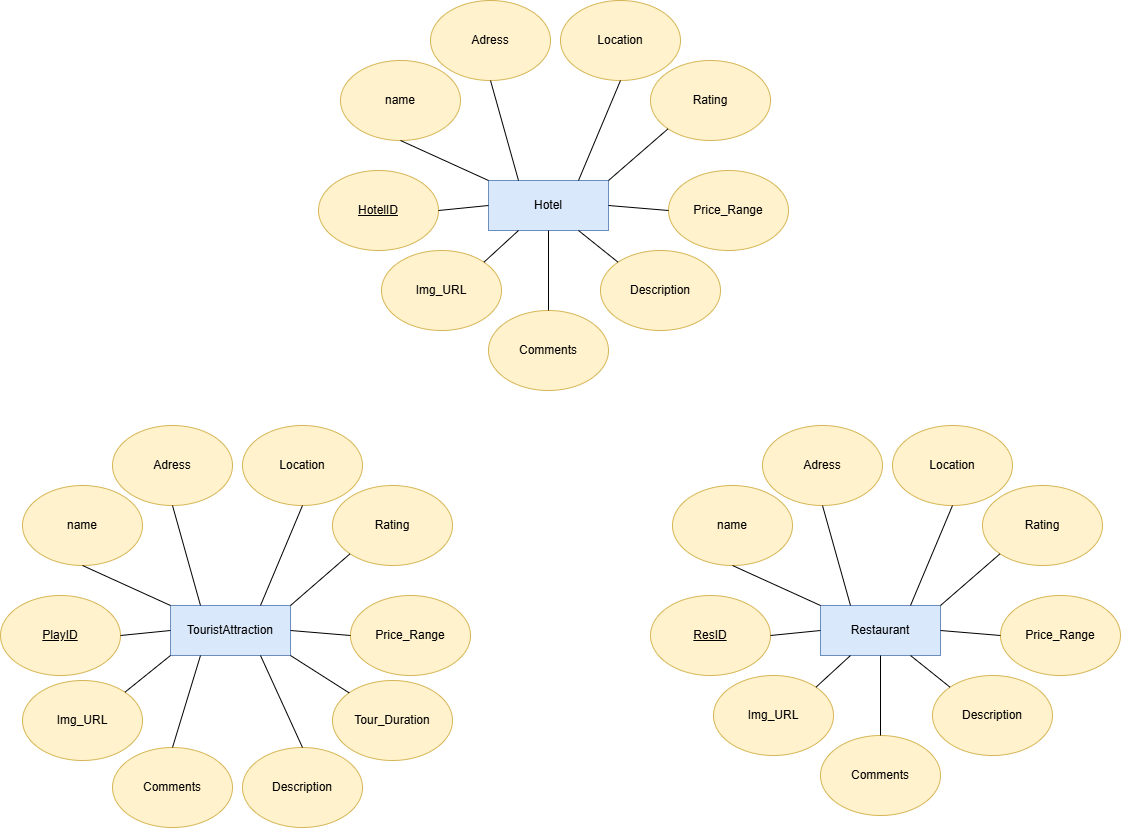 Adress
Location
name
Rating
Hotel
HotelID
Price_Range
Img_URL
Description
Comments
Adress
Location
name
Rating
TouristAttraction
PlayID
Price_Range
Img_URL
Tour_Duration
Comments
Description
Adress
Location
name
Rating
Restaurant
ResID
Price_Range
Img_URL
Description
Comments